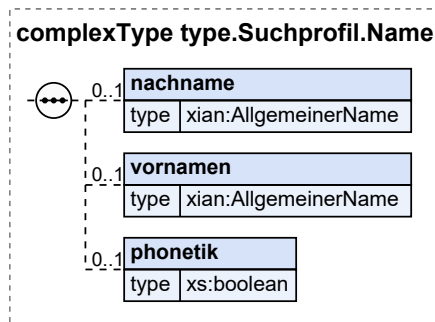 complexType type.Suchprofil.Name
0..1 nachname
type xian:AllgemeinerName
0..1 vornamen
type xian:AllgemeinerName
0..1 phonetik
type xs:boolean